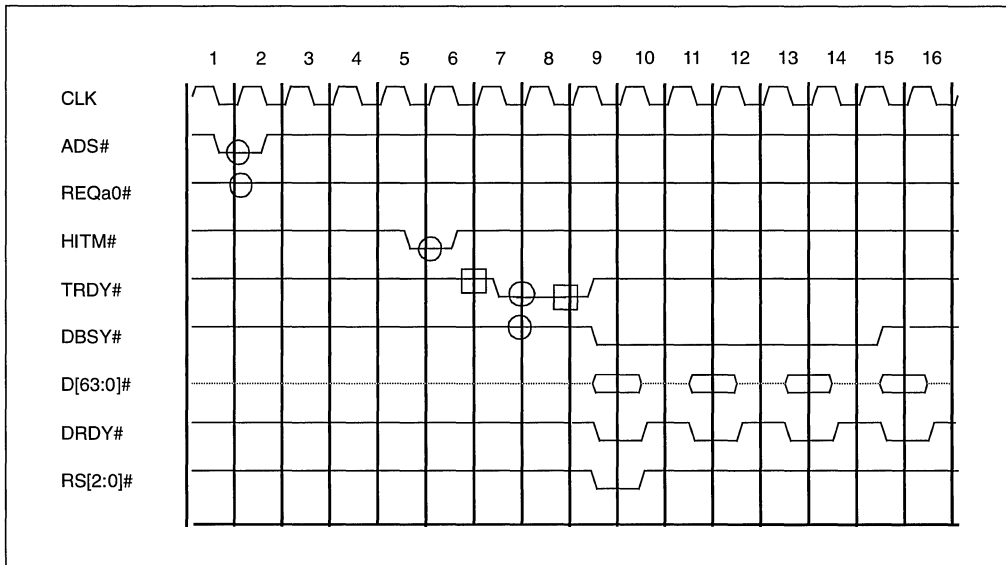 1 2 3 4 5 6 7 8 9 10 11 12 13 14 15 16
CLK
ADS#
REQa0#
HITM#
TRDY#
DBSY#
D[63:0]#
DRDY#
RS[2:0]#